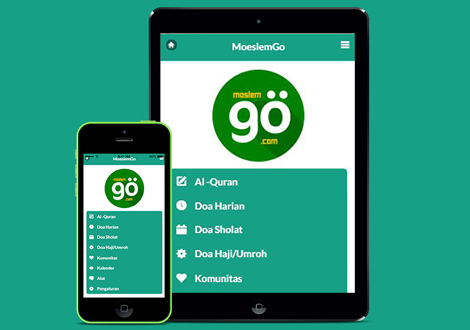 MoeslemGo
moslem
gö
.com
Al -Quran
Doa Harian
Doa Sholat
Doa Haji/Umroh
Komunitas
MoeslemGo
moslem
gö
.com
Al-Quran
Doa Harian
Doa Sholat
Doa Haji/Umroh
Komunitas
Kalender
Alat
Pengaturan